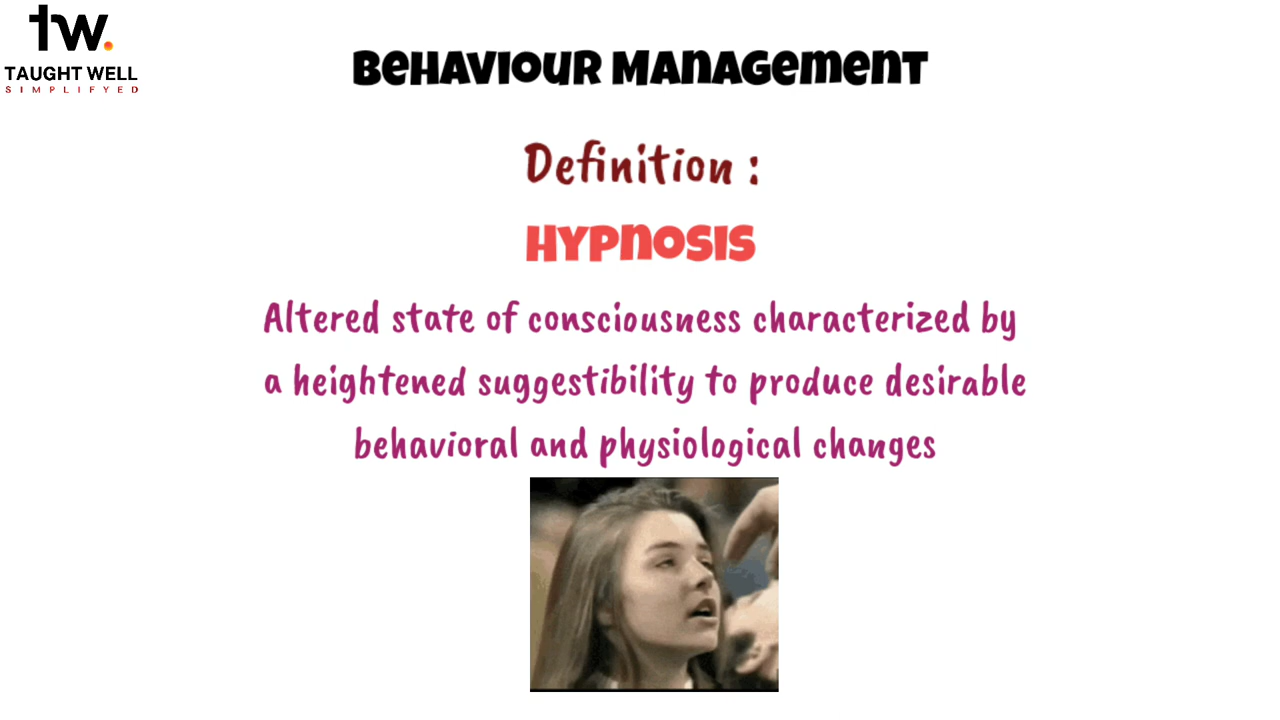 tw.
TAUGHT WELL
SIMPLIFYED
Behaviour Management
Definition :
Hypnosis
Altered state of consciousness characterized by
a heightened suggestibility to produce desirable
behavioral and physiological changes